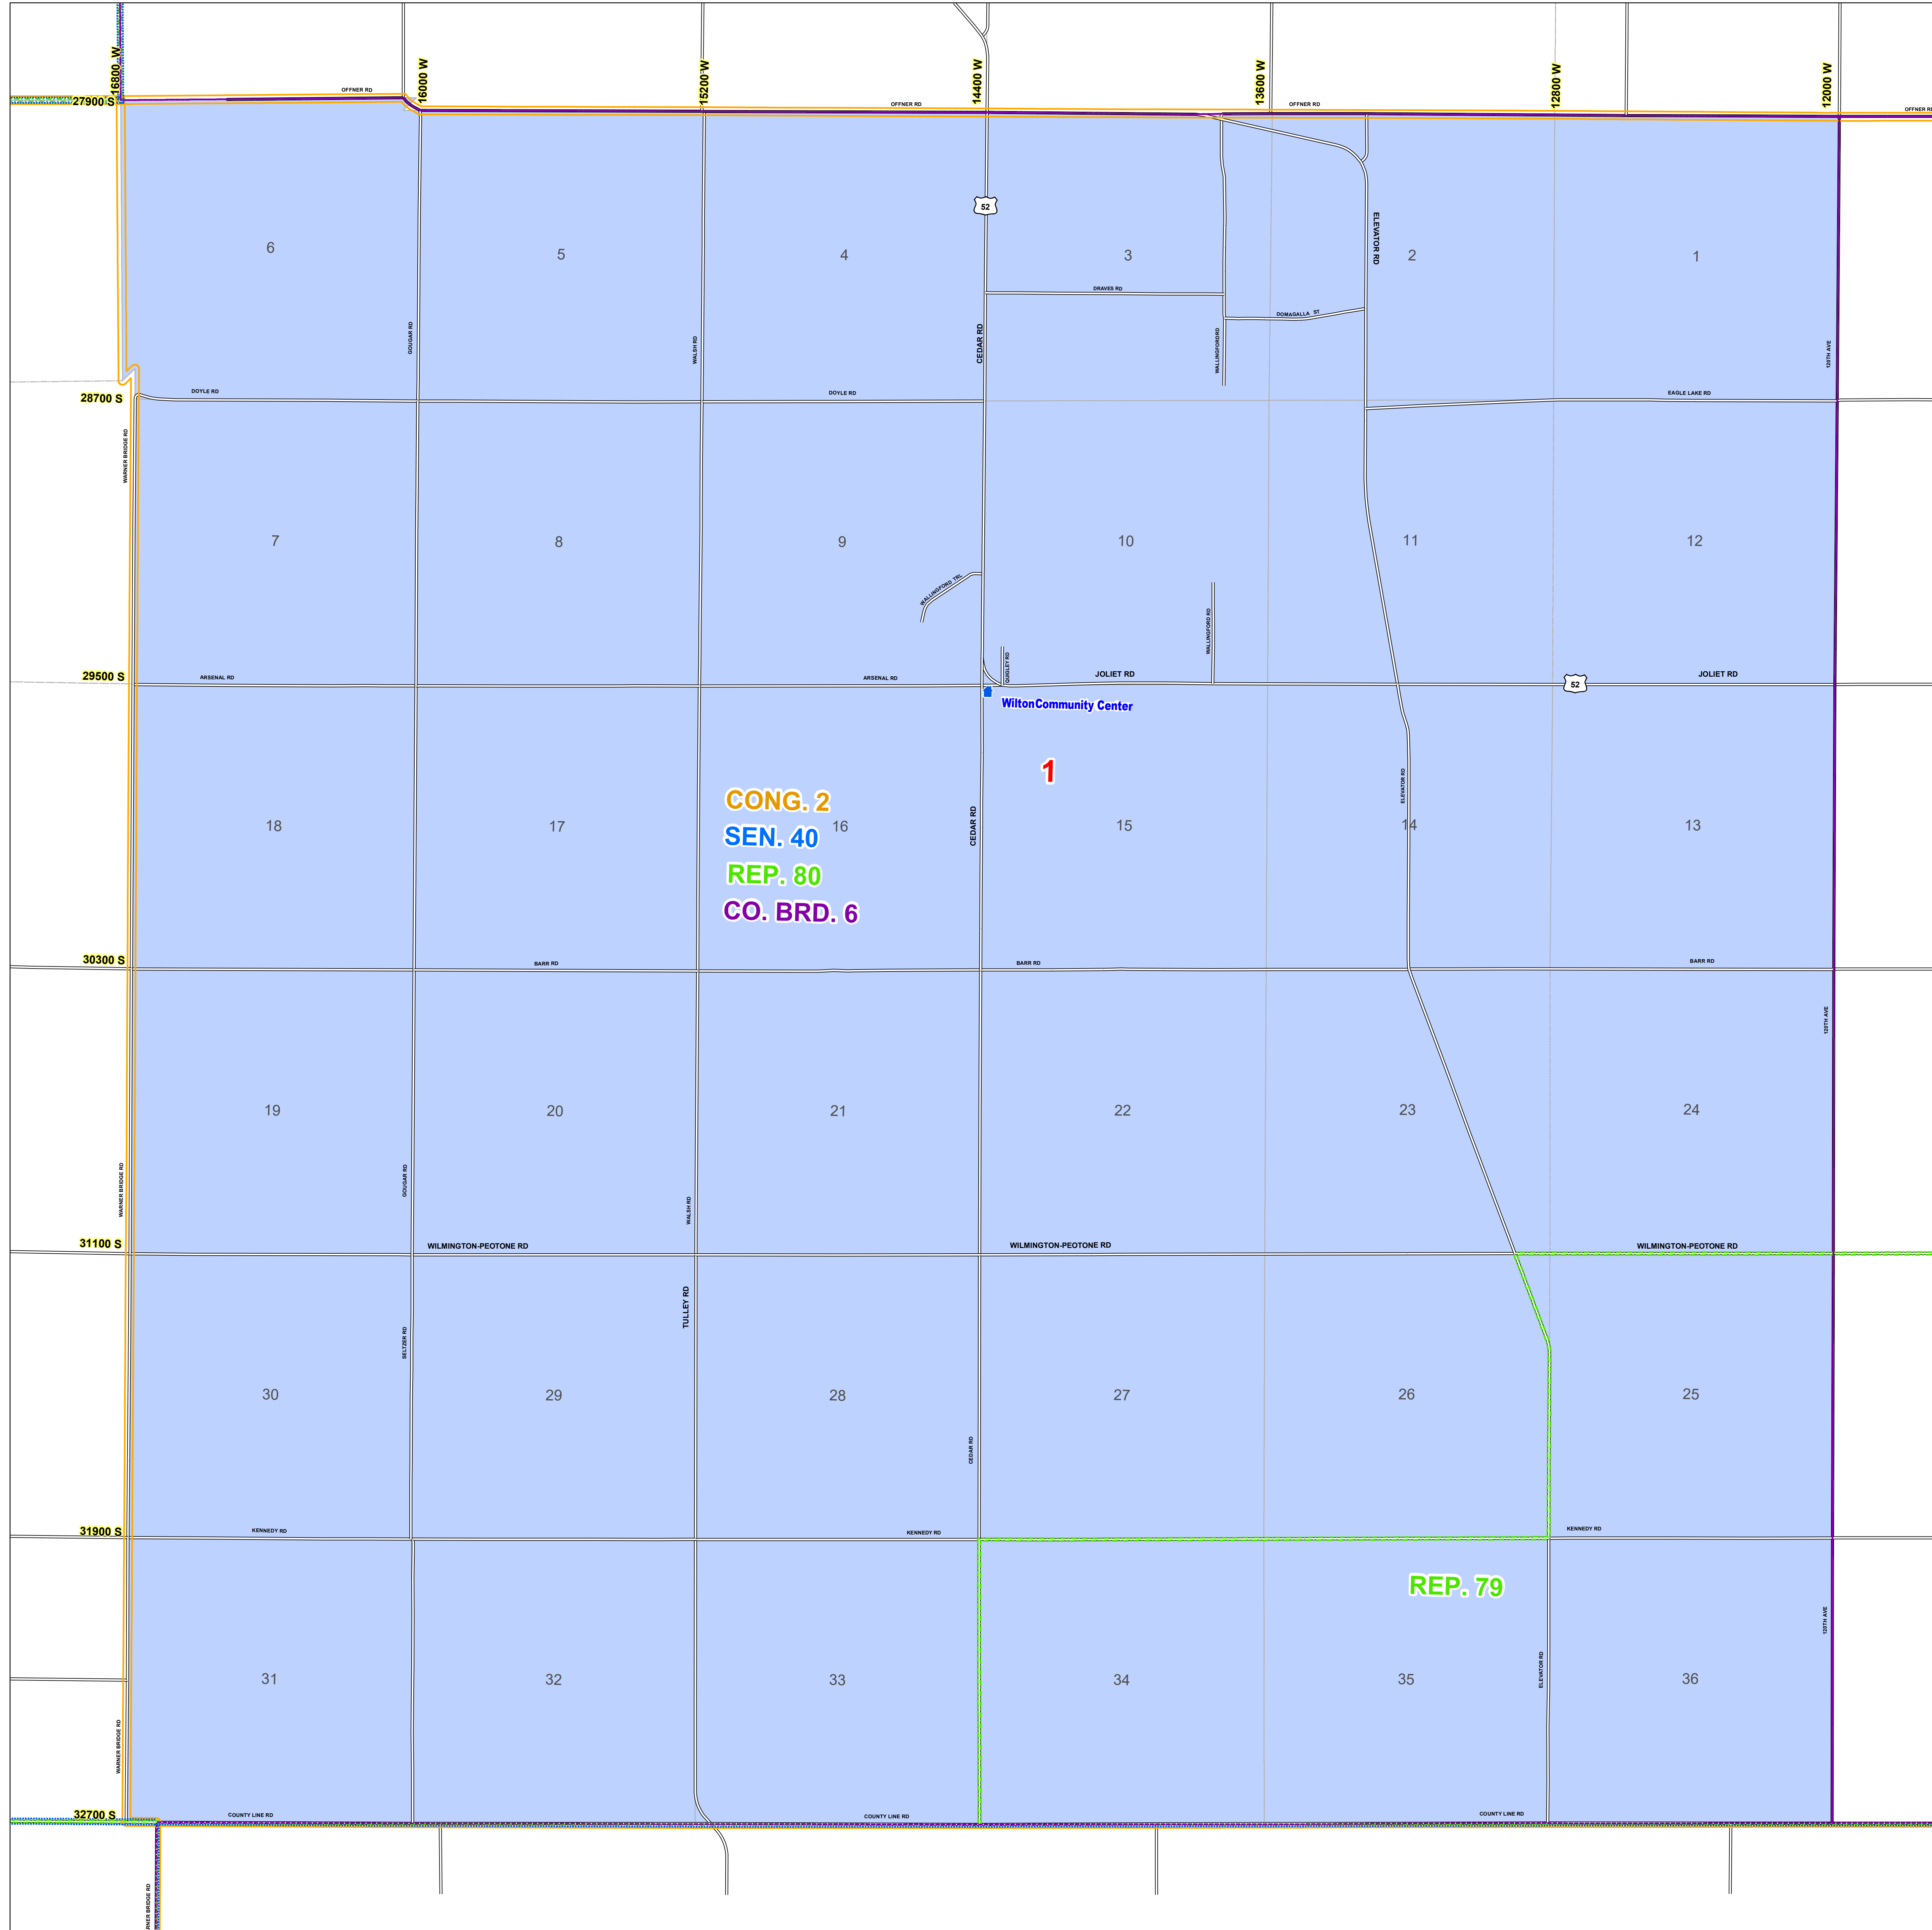 16800 W
16000 W
15200 W
14400 W
13600 W
12800 W
12000 W
27900 S
OFFNER RD
OFFNER RD
OFFNER RD
OFFNER RD
52
ELEVATOR RD
6
5
4
3
2
1
DRAVES RD
DOMAGALLA ST
GOUGAR RD
WALSH RD
CEDAR RD
WALLINGFORD RD
120TH AVE
28700 S
DOYLE RD
DOYLE RD
EAGLE LAKE RD
WARNER BRIDGE RD
7
8
9
10
11
12
WALLINGFORD TRL
WALLINGFORD RD
QUIGLEY RD
29500 S
ARSENAL RD
ARSENAL RD
JOLIET RD
52
JOLIET RD
WiltonCommunity Center
1
CONG. 2
SEN. 40
REP. 80
CO. BRD. 6
18
17
16
CEDAR RD
15
ELEVATOR RD
14
13
30300 S
BARR RD
BARR RD
BARR RD
120TH AVE
19
20
21
22
23
24
WARNER BRIDGE RD
GOUGAR RD
WALSH RD
31100 S
WILMINGTON-PEOTONE RD
WILMINGTON-PEOTONE RD
WILMINGTON-PEOTONE RD
SELTZER RD
TULLEY RD
30
29
28
27
26
25
CEDAR RD
31900 S
KENNEDY RD
KENNEDY RD
KENNEDY RD
REP. 79
31
32
33
34
35
36
ELEVATOR RD
120TH AVE
WARNER BRIDGE RD
32700 S
COUNTY LINE RD
COUNTY LINE RD
COUNTY LINE RD
RNER BRIDGE RD